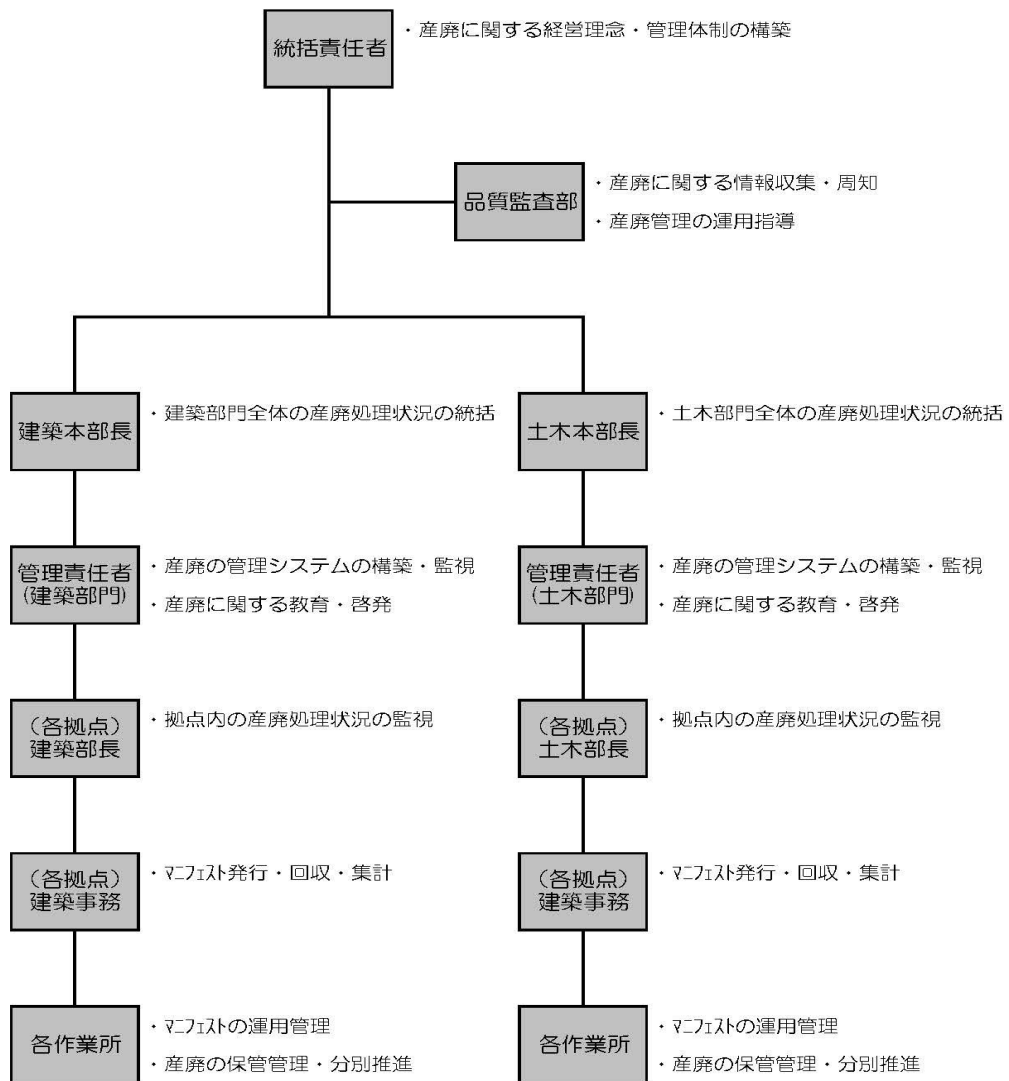 統括責任者
・産廃に関する経営理念・管理体制の構築
品質監査部
・産廃に関する情報収集・周知
・産廃管理の運用指導
建築本部長
・建築部門全体の産廃処理状況の統括
土木本部長
・土木部門全体の産廃処理状況の統括
管理責任者
(建築部門)
・産廃の管理システムの構築・監視
・産廃に関する教育・啓発
管理責任者
(土木部門)
・産廃の管理システムの構築・監視
・産廃に関する教育・啓発
(各拠点)
建築部長
・拠点内の産廃処理状況の監視
(各拠点)
土木部長
・拠点内の産廃処理状況の監視
(各拠点)
建築事務
・ﾏﾆﾌｪｽﾄ発行・回収・集計
(各拠点)
建築事務
・ﾏﾆﾌｪｽﾄ発行・回収・集計
各作業所
・ﾏﾆﾌｪｽﾄの運用管理
・産廃の保管管理・分別推進
各作業所
・ﾏﾆﾌｪｽﾄの運用管理
・産廃の保管管理・分別推進